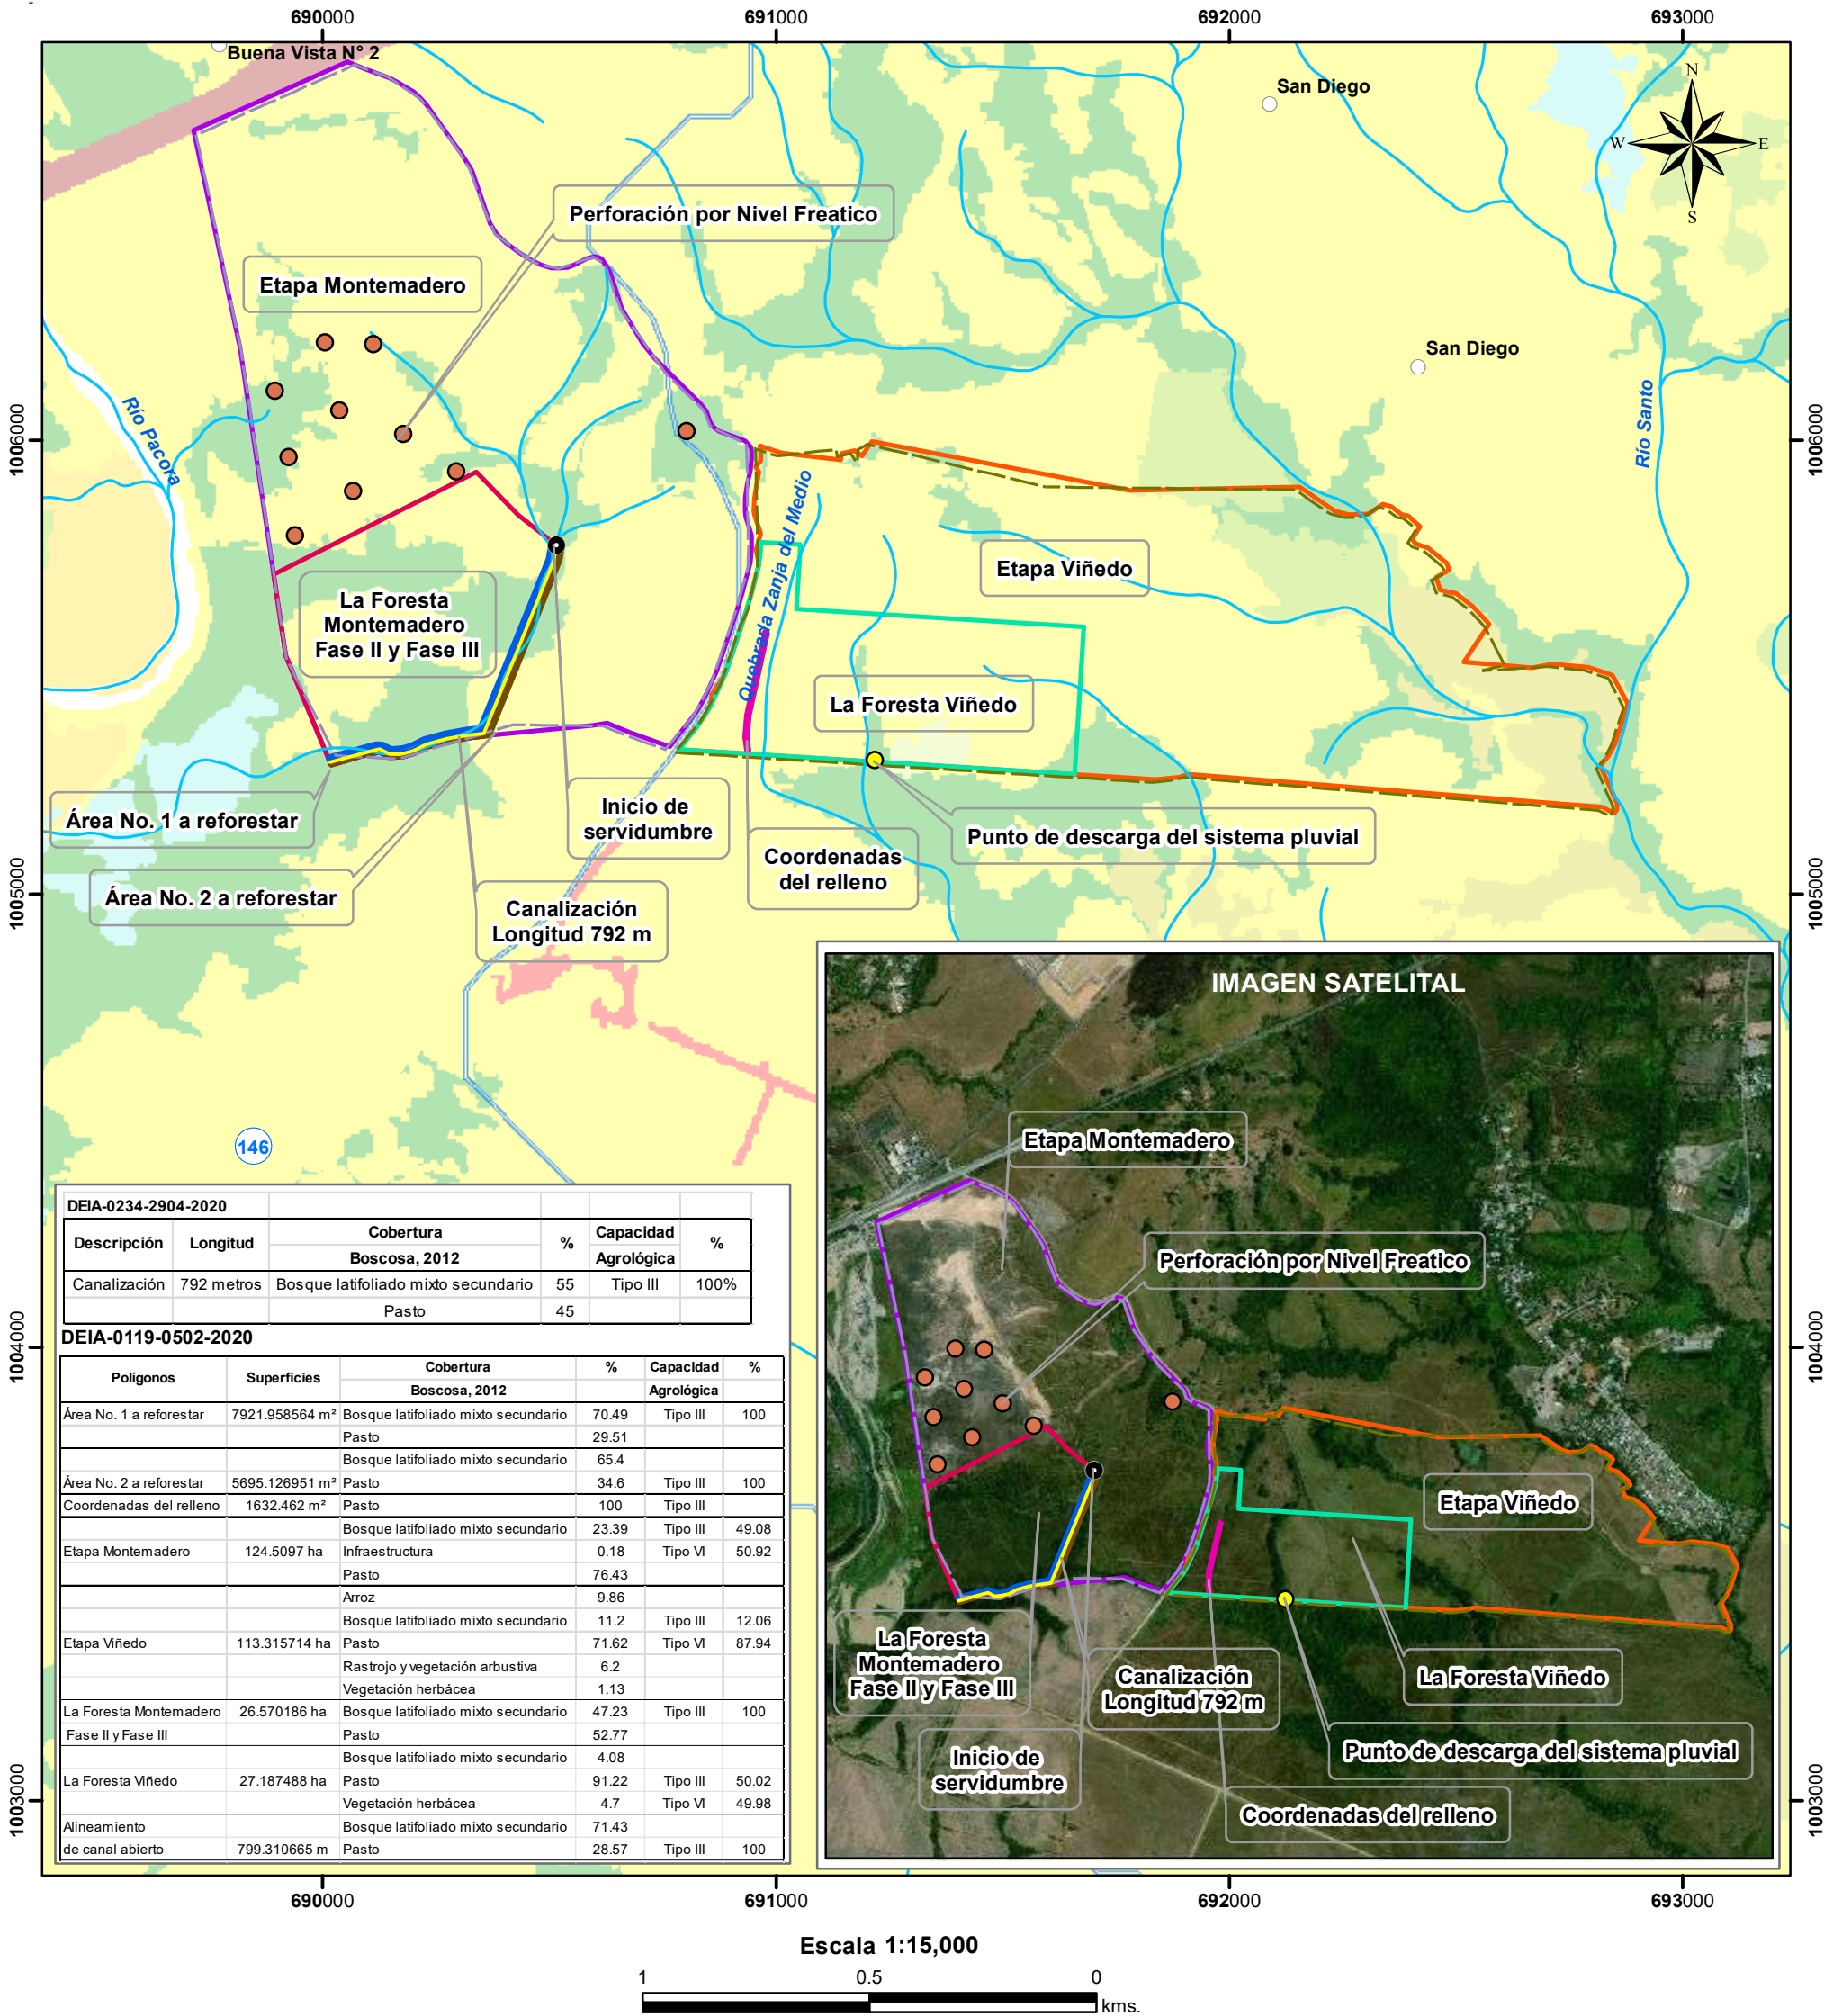 690000
691000
692000
693000
Buena Vista N° 2
San Diego
N
W
E
S
Perforación por Nivel Freatico
Etapa Montemadero
San Diego
Río Pacora
Río Santo
1006000
1006000
Quebrada Zanja del Medio
Etapa Viñedo
La Foresta
Montemadero
Fase II y Fase III
La Foresta Viñedo
Área No. 1 a reforestar
Inicio de
servidumbre
Punto de descarga del sistema pluvial
Coordenadas
del relleno
Área No. 2 a reforestar
Canalización
Longitud 792 m
1005000
1005000
146
IMAGEN SATELITAL
Etapa Montemadero
Perforación por Nivel Freatico
Etapa Viñedo
La Foresta
Montemadero
Fase II y Fase III
Canalización
Longitud 792 m
La Foresta Viñedo
Inicio de
servidumbre
Punto de descarga del sistema pluvial
Coordenadas del relleno
DEIA-0234-2904-2020
Descripción Longitud Cobertura % Capacidad %
Boscosa, 2012 Agrológica
Canalización 792 metros Bosque latifoliado mixto secundario 55 Tipo III 100%
Pasto 45
DEIA-0119-0502-2020
Polígonos Superficies Cobertura % Capacidad %
Boscosa, 2012 Agrológica
Área No. 1 a reforestar 7921.958564 m² Bosque latifoliado mixto secundario 70.49 Tipo III 100
Pasto 29.51
Bosque latifoliado mixto secundario 65.4
Área No. 2 a reforestar 5695.126951 m² Pasto 34.6 Tipo III 100
Coordenadas del relleno 1632.462 m² Pasto 100 Tipo III
Bosque latifoliado mixto secundario 23.39 Tipo III 49.08
Etapa Montemadero 124.5097 ha Infraestructura 0.18 Tipo VI 50.92
Pasto 76.43
Arroz 9.86
Bosque latifoliado mixto secundario 11.2 Tipo III 12.06
Etapa Viñedo 113.315714 ha Pasto 71.62 Tipo VI 87.94
Rastrojo y vegetación arbustiva 6.2
Vegetación herbácea 1.13
La Foresta Montemadero 26.570186 ha Bosque latifoliado mixto secundario 47.23 Tipo III 100
Fase II y Fase III Pasto 52.77
Bosque latifoliado mixto secundario 4.08
La Foresta Viñedo 27.187488 ha Pasto 91.22 Tipo III 50.02
Vegetación herbácea 4.7 Tipo VI 49.98
Alineamiento Bosque latifoliado mixto secundario 71.43
de canal abierto 799.310665 m Pasto 28.57 Tipo III 100
1004000
1004000
1003000
1003000
690000
691000
692000
693000
Escala 1:15,000
1 0.5 0
kms.